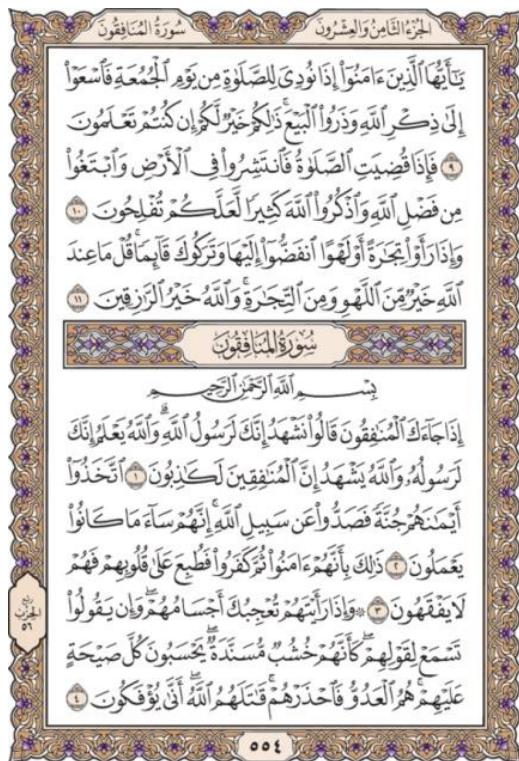 الجزء الثامن والعشرون
سورة المنافقون
يَٰٓأَيُّهَا ٱلَّذِينَ ءَامَنُوٓاْ إِذَا نُودِيَ لِلصَّلَوٰةِ مِن يَوْمِ ٱلْجُمُعَةِ فَٱسْعَوْاْ
إِلَىٰ ذِكْرِ ٱللَّهِ وَذَرُواْ ٱلْبَيْعَ ۚ ذَٰلِكُمْ خَيْرٌ لَّكُمْ إِن كُنتُمْ تَعْلَمُونَ
٩ فَإِذَا قُضِيَتِ ٱلصَّلَوٰةُ فَٱنتَشِرُواْ فِي ٱلْأَرْضِ وَٱبْتَغُواْ
مِن فَضْلِ ٱللَّهِ وَٱذْكُرُواْ ٱللَّهَ كَثِيرًا لَّعَلَّكُمْ تُفْلِحُونَ ١٠
وَإِذَا رَأَوْاْ تِجَٰرَةً أَوْ لَهْوًا ٱنفَضُّوٓاْ إِلَيْهَا وَتَرَكُوكَ قَآئِمًا ۚ قُلْ مَا عِندَ
ٱللَّهِ خَيْرٌ مِّنَ ٱللَّهْوِ وَمِنَ ٱلتِّجَٰرَةِ ۚ وَٱللَّهُ خَيْرُ ٱلرَّٰزِقِينَ ١١
سورة المنافقون
بِسْمِ ٱللَّهِ ٱلرَّحْمَٰنِ ٱلرَّحِيمِ
إِذَا جَآءَكَ ٱلْمُنَٰفِقُونَ قَالُواْ نَشْهَدُ إِنَّكَ لَرَسُولُ ٱللَّهِ ۗ وَٱللَّهُ يَعْلَمُ إِنَّكَ
لَرَسُولُهُۥ وَٱللَّهُ يَشْهَدُ إِنَّ ٱلْمُنَٰفِقِينَ لَكَٰذِبُونَ ١ ٱتَّخَذُوٓاْ
أَيْمَٰنَهُمْ جُنَّةً فَصَدُّواْ عَن سَبِيلِ ٱللَّهِ ۚ إِنَّهُمْ سَآءَ مَا كَانُواْ
يَعْمَلُونَ ٢ ذَٰلِكَ بِأَنَّهُمْ ءَامَنُواْ ثُمَّ كَفَرُواْ فَطُبِعَ عَلَىٰ قُلُوبِهِمْ فَهُمْ
لَا يَفْقَهُونَ ٣ ۞ وَإِذَا رَأَيْتَهُمْ تُعْجِبُكَ أَجْسَامُهُمْ ۖ وَإِن يَقُولُواْ
تَسْمَعْ لِقَوْلِهِمْ ۖ كَأَنَّهُمْ خُشُبٌ مُّسَنَّدَةٌ ۖ يَحْسَبُونَ كُلَّ صَيْحَةٍ
عَلَيْهِمْ ۚ هُمُ ٱلْعَدُوُّ فَٱحْذَرْهُمْ ۚ قَٰتَلَهُمُ ٱللَّهُ ۖ أَنَّىٰ يُؤْفَكُونَ ٤
ربع
الحزب
٥٦
٥٥٤